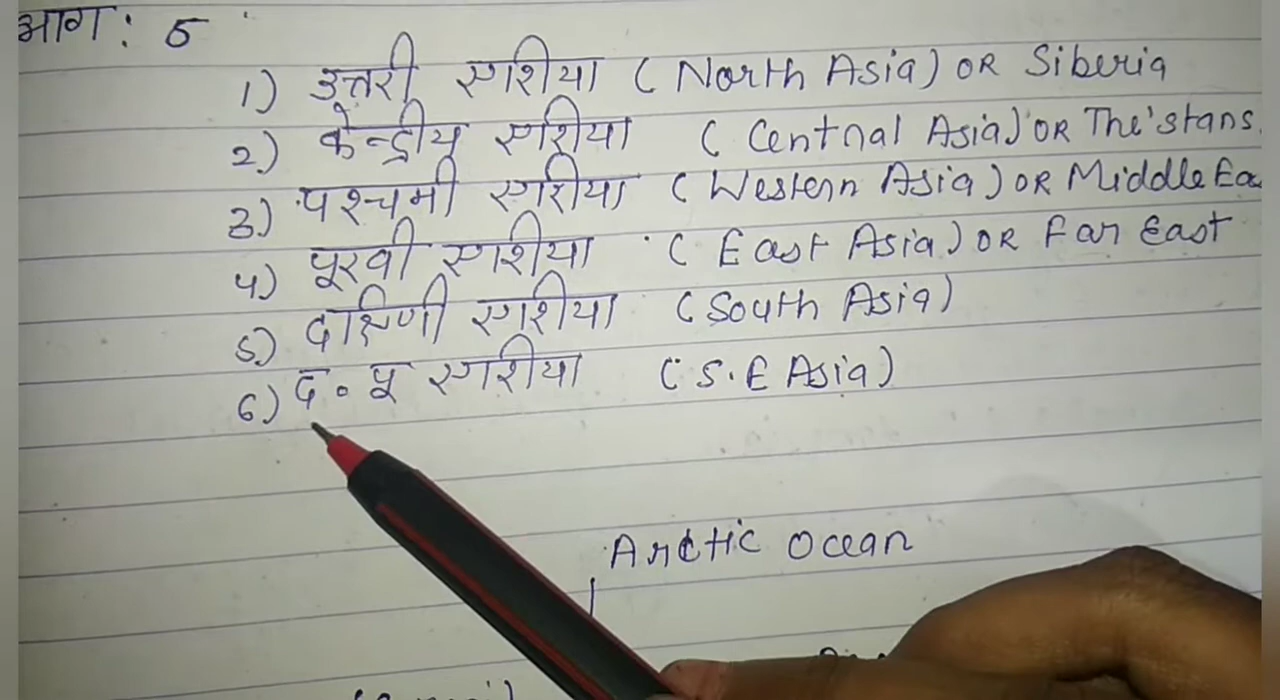 भाग: 5
1) उत्तरी एशिया (North Asia) OR Siberia
2) केन्द्रीय एशिया (Central Asia) OR The'stans.
3) पश्चमी एशीया (Western Asia) OR Middle Ea
4) पूरवी एशीया (East Asia) OR Far East
5) दक्षिणी एशीया (South Asia)
6) द॰ पू एशीया (S.E Asia)
Arctic Ocean